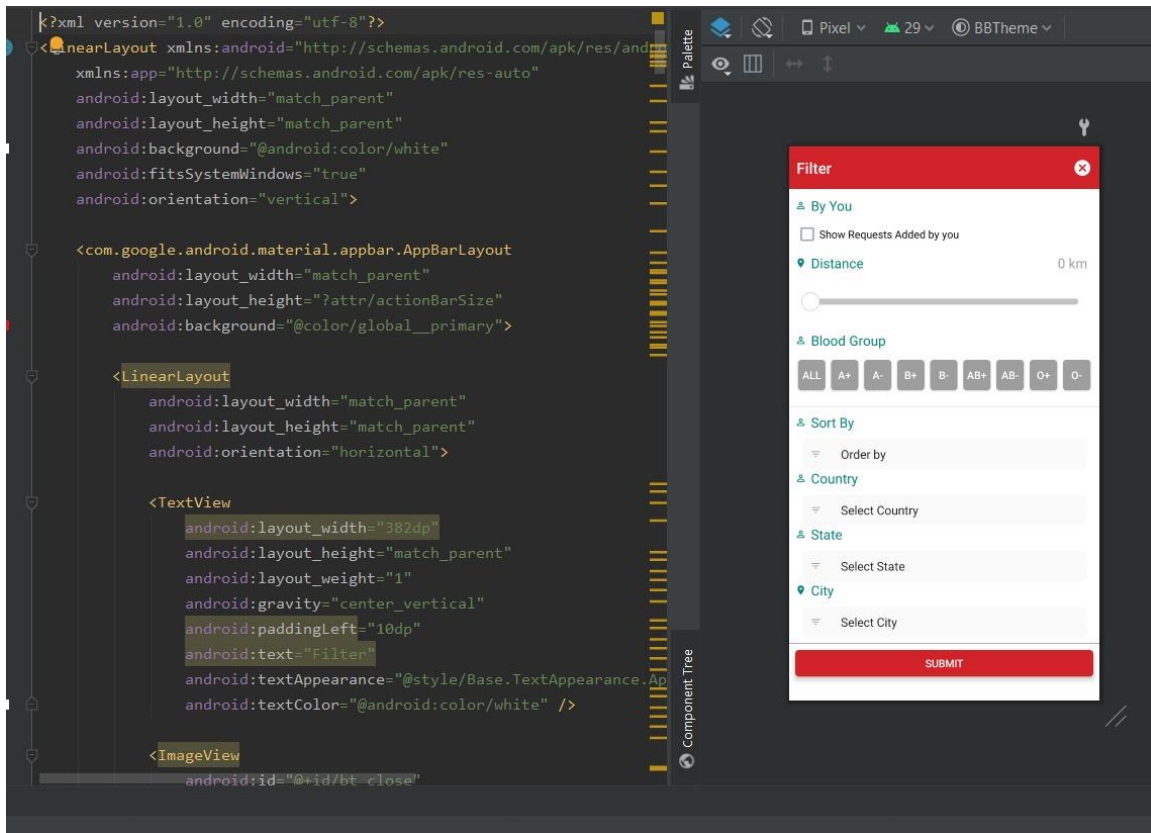 <?xml version="1.0" encoding="utf-8"?>
<LinearLayout xmlns:android="http://schemas.android.com/apk/res/andro
xmlns:app="http://schemas.android.com/apk/res-auto"
android:layout_width="match_parent"
android:layout_height="match_parent"
android:background="@android:color/white"
android:fitsSystemWindows="true"
android:orientation="vertical">
<com.google.android.material.appbar.AppBarLayout
android:layout_width="match_parent"
android:layout_height="?attr/actionBarSize"
android:background="@color/global__primary">
<LinearLayout
android:layout_width="match_parent"
android:layout_height="match_parent"
android:orientation="horizontal">
<TextView
android:layout_width="382dp"
android:layout_height="match_parent"
android:layout_weight="1"
android:gravity="center_vertical"
android:paddingLeft="10dp"
android:text="Filter"
android:textAppearance="@style/Base.TextAppearance.Ap
android:textColor="@android:color/white" />
<ImageView
android:id="@+id/bt_close"
Palette
Component Tree
Pixel 29 BBTheme
Filter
By You
Show Requests Added by you
Distance 0 km
Blood Group
ALL A+ A- B+ B- AB+ AB- O+ O-
Sort By
Order by
Country
Select Country
State
Select State
City
Select City
SUBMIT